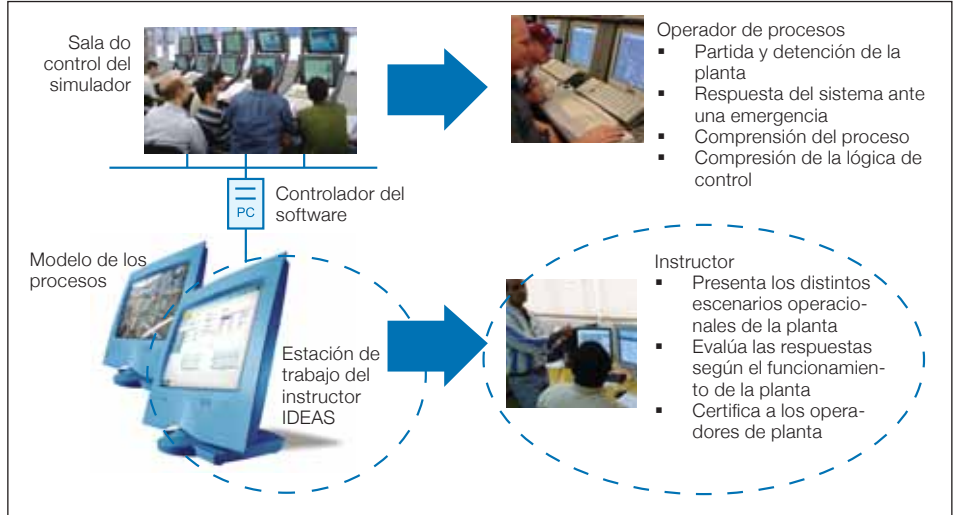 Sala do
control del
simulador
Operador de procesos
▪ Partida y detención de la
planta
▪ Respuesta del sistema ante
una emergencia
▪ Comprensión del proceso
▪ Compresión de la lógica de
control
PC
Controlador del
software
Modelo de los
procesos
Estación de
trabajo del
instructor
IDEAS
Instructor
▪ Presenta los distintos
escenarios operacio-
nales de la planta
▪ Evalúa las respuestas
según el funcionamien-
to de la planta
▪ Certifica a los opera-
dores de planta